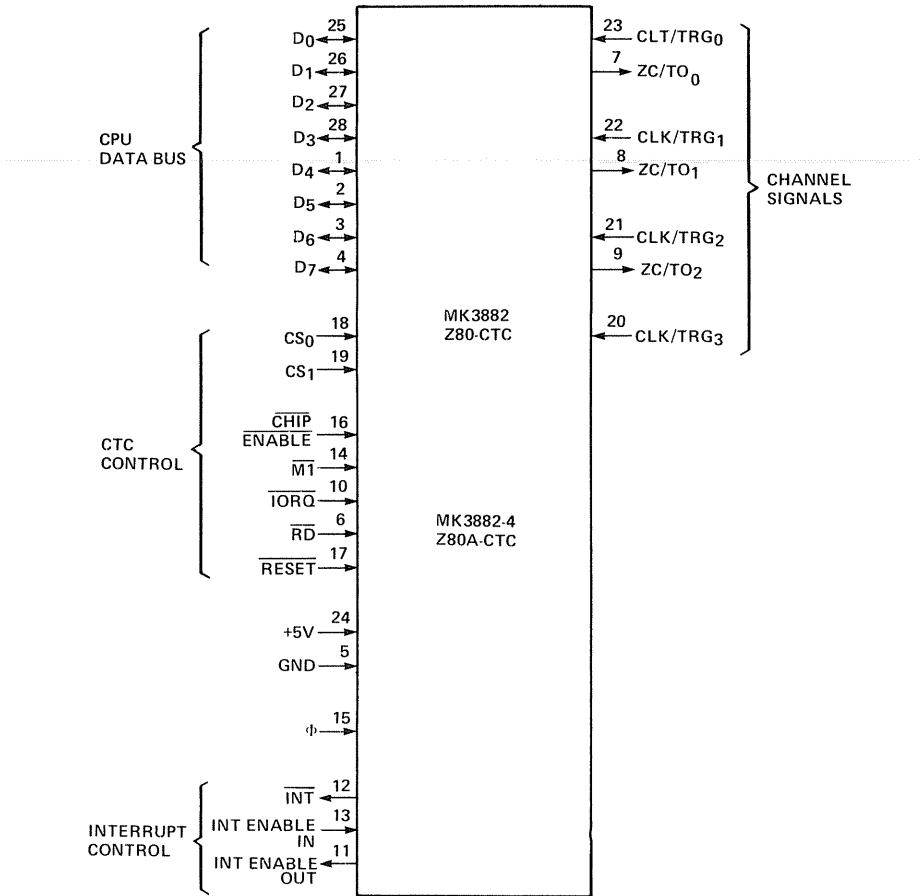 CPU
DATA BUS
25
D0
26
D1
27
D2
28
D3
1
D4
2
D5
3
D6
4
D7
CTC
CONTROL
18
CS0
19
CS1
16
CHIP
ENABLE
14
M1
10
IORQ
6
RD
17
RESET
24
+5V
5
GND
15
Φ
INTERRUPT
CONTROL
12
INT
13
INT ENABLE
IN
11
INT ENABLE
OUT
MK3882
Z80-CTC
MK3882-4
Z80A-CTC
23
CLT/TRG0
7
ZC/TO0
22
CLK/TRG1
8
ZC/TO1
21
CLK/TRG2
9
ZC/TO2
20
CLK/TRG3
CHANNEL
SIGNALS